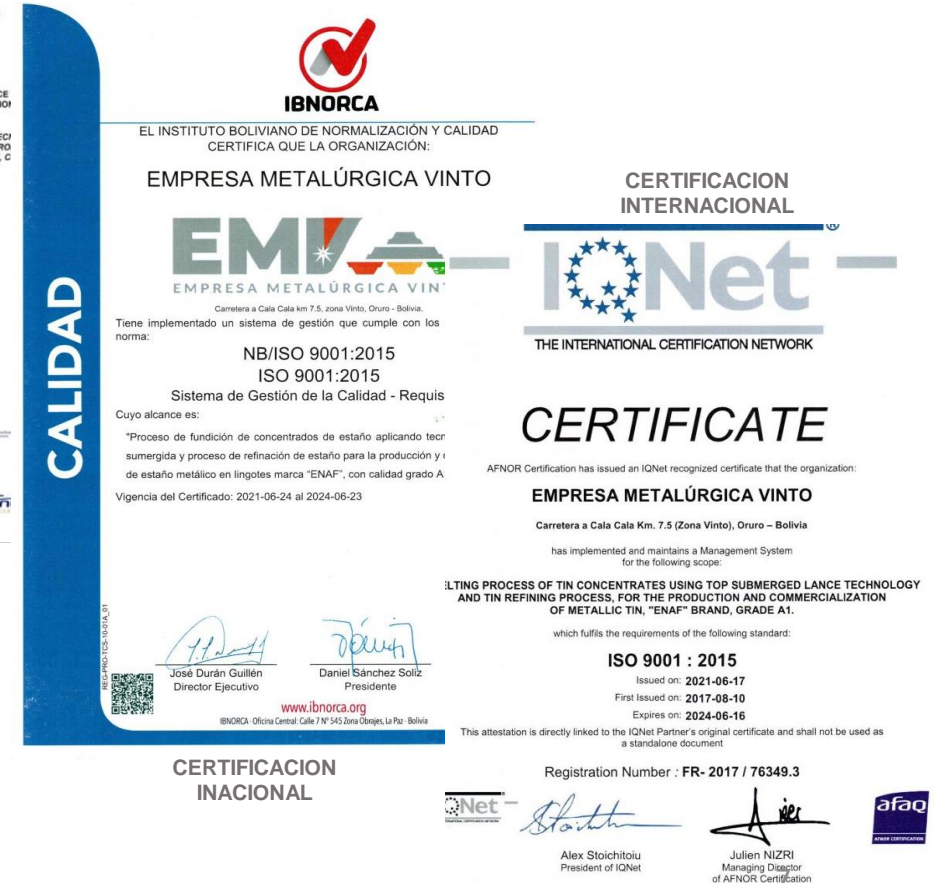 CALIDAD
IBNORCA
EL INSTITUTO BOLIVIANO DE NORMALIZACIÓN Y CALIDAD
CERTIFICA QUE LA ORGANIZACIÓN:
EMPRESA METALÚRGICA VINTO
EMV
EMPRESA METALÚRGICA VIN
Carretera a Cala Cala km 7.5, zona Vinto, Oruro - Bolivia.
Tiene implementado un sistema de gestión que cumple con los
norma:
NB/ISO 9001:2015
ISO 9001:2015
Sistema de Gestión de la Calidad - Requis
Cuyo alcance es:
"Proceso de fundición de concentrados de estaño aplicando tecn
sumergida y proceso de refinación de estaño para la producción y
de estaño metálico en lingotes marca "ENAF", con calidad grado A
Vigencia del Certificado: 2021-06-24 al 2024-06-23
REG-PRO-TCS-10-01A_01
José Durán Guillén
Director Ejecutivo
Daniel Sánchez Soliz
Presidente
www.ibnorca.org
IBNORCA - Oficina Central: Calle 7 N° 545 Zona Obrajes, La Paz - Bolivia
CERTIFICACION
INACIONAL
CERTIFICACION
INTERNACIONAL
IQNet
®
THE INTERNATIONAL CERTIFICATION NETWORK
CERTIFICATE
AFNOR Certification has issued an IQNet recognized certificate that the organization:
EMPRESA METALÚRGICA VINTO
Carretera a Cala Cala Km. 7.5 (Zona Vinto), Oruro – Bolivia
has implemented and maintains a Management System
for the following scope:
LTING PROCESS OF TIN CONCENTRATES USING TOP SUBMERGED LANCE TECHNOLOGY
AND TIN REFINING PROCESS, FOR THE PRODUCTION AND COMMERCIALIZATION
OF METALLIC TIN, "ENAF" BRAND, GRADE A1.
which fulfils the requirements of the following standard:
ISO 9001 : 2015
Issued on: 2021-06-17
First Issued on: 2017-08-10
Expires on: 2024-06-16
This attestation is directly linked to the IQNet Partner's original certificate and shall not be used as
a standalone document
Registration Number : FR- 2017 / 76349.3
QNet
Alex Stoichitoiu
President of IQNet
Julien NIZRI
Managing Director
of AFNOR Certification
afaq
AFNOR CERTIFICATION
7